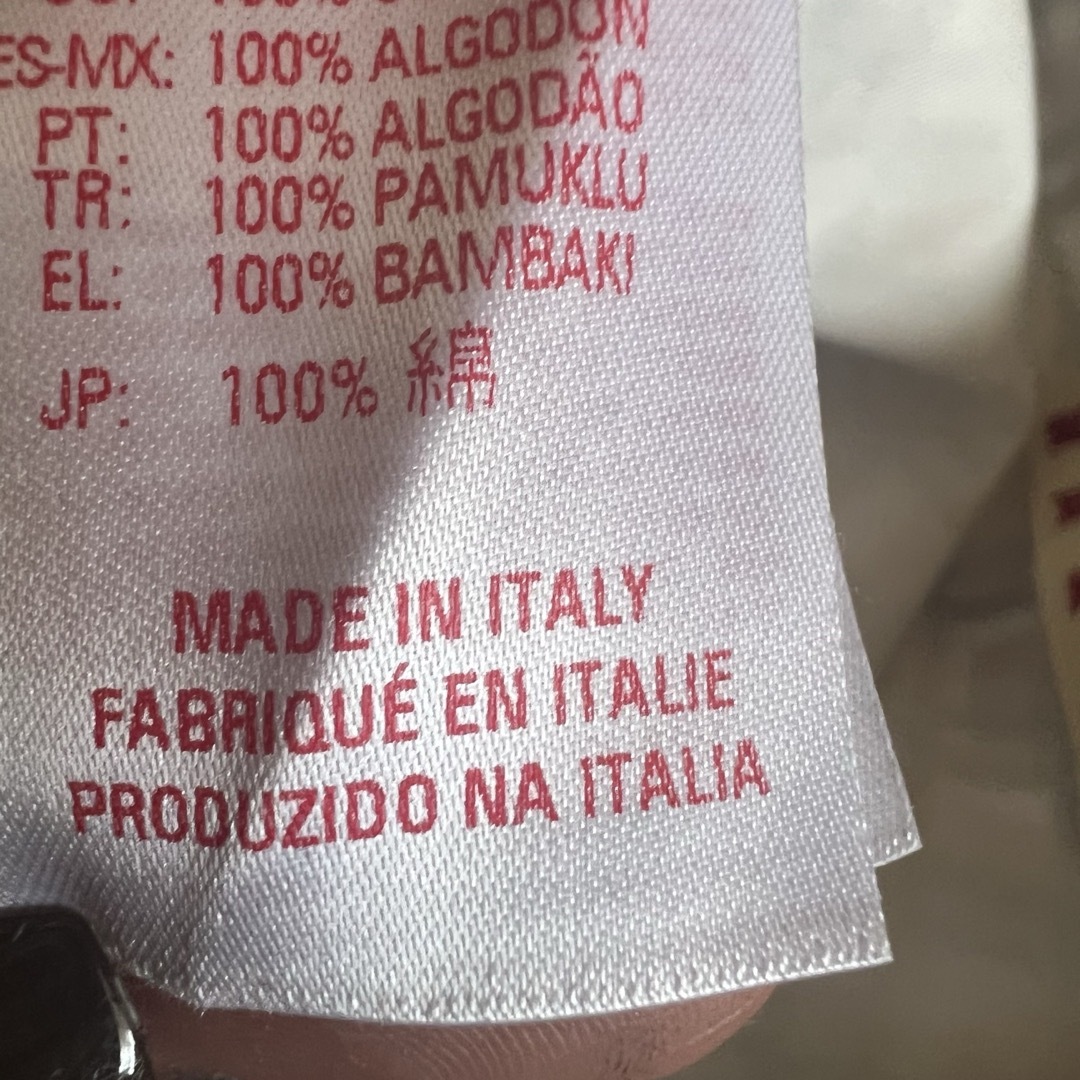 ES-MX: 100% ALGODON
PT: 100% ALGODÃO
TR: 100% PAMUKLU
EL: 100% BAMBAKI
JP: 100% 綿
MADE IN ITALY
FABRIQUÉ EN ITALIE
PRODUZIDO NA ITALIA